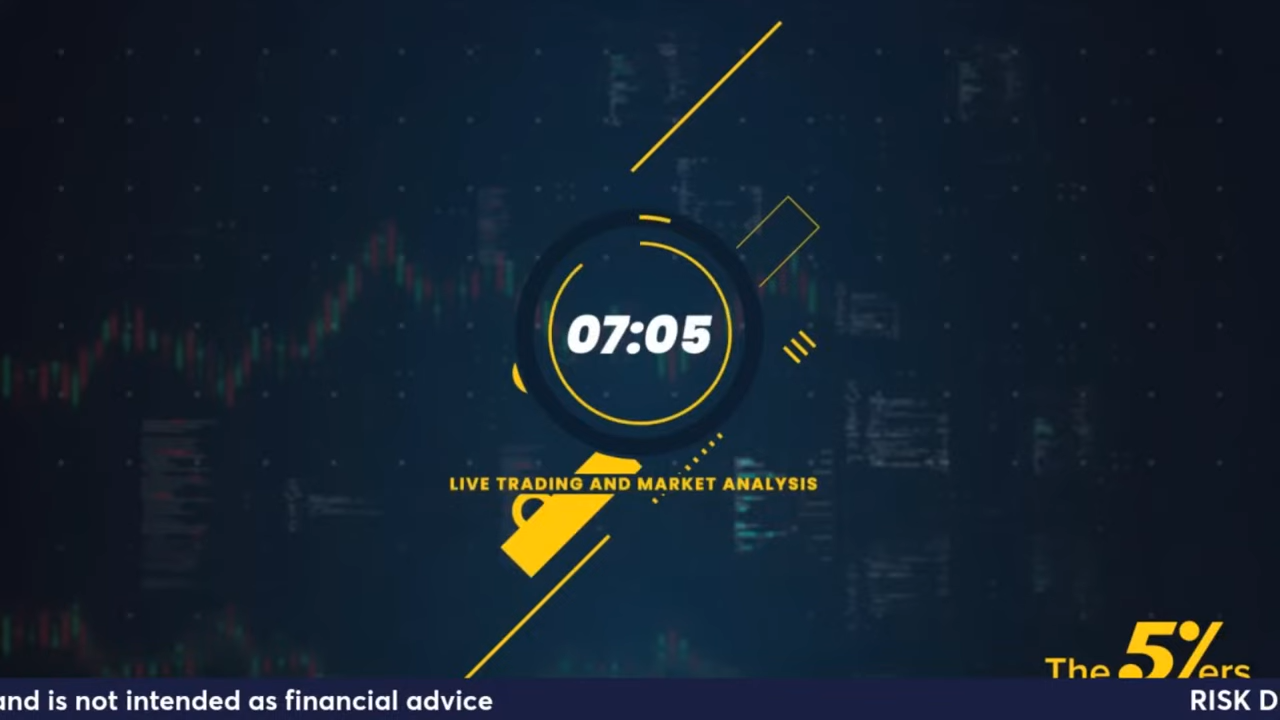 07:05
LIVE TRADING AND MARKET ANALYSIS
The 5%ers
and is not intended as financial advice
RISK D